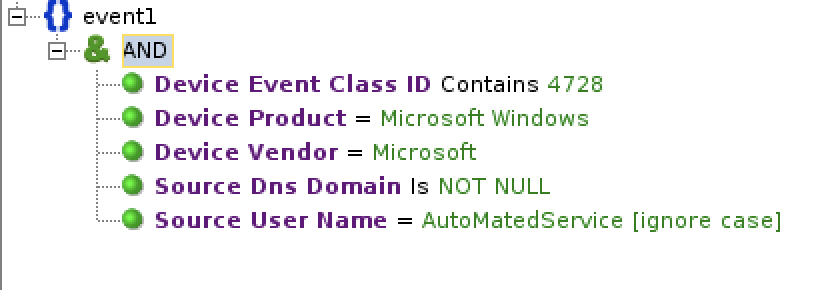 event1
AND
Device Event Class ID Contains 4728
Device Product = Microsoft Windows
Device Vendor = Microsoft
Source Dns Domain Is NOT NULL
Source User Name = AutoMatedService [ignore case]